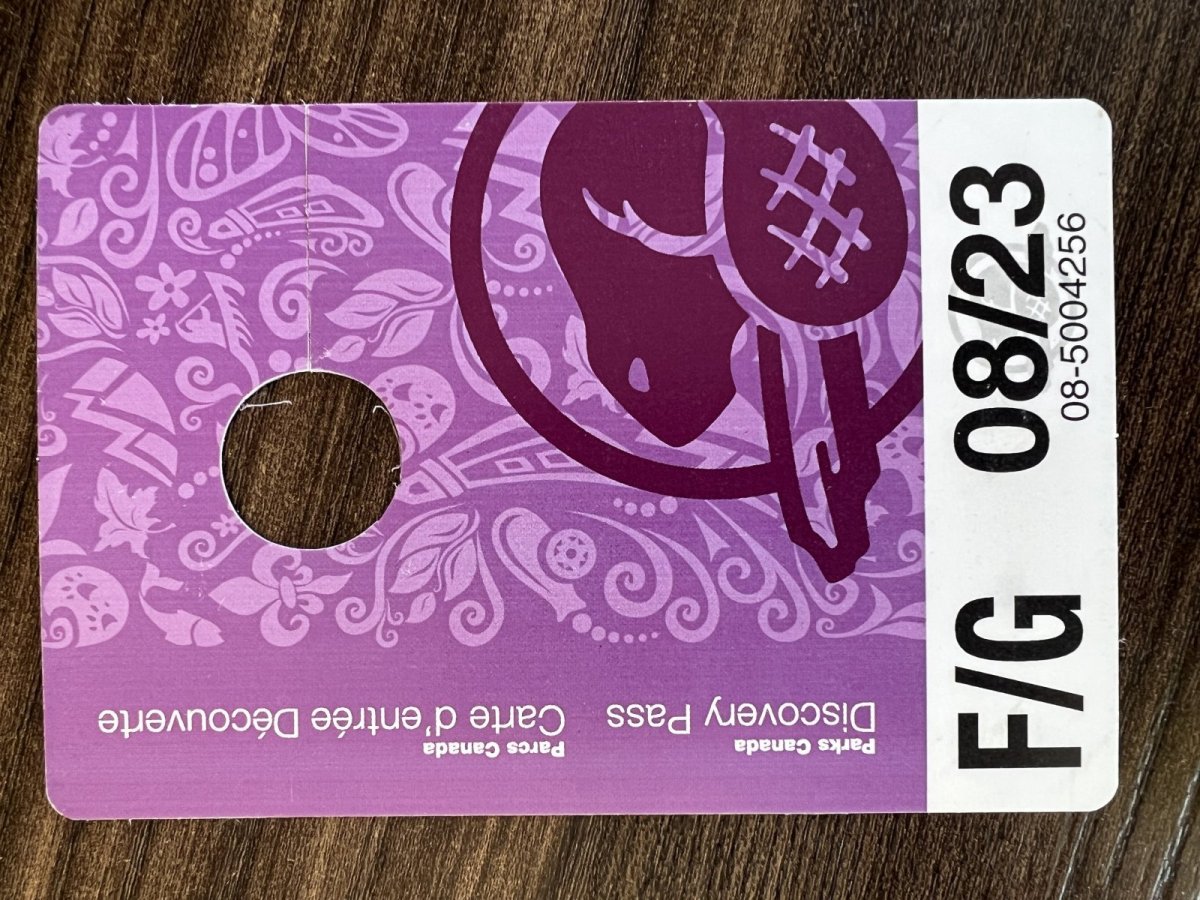 Parks Canada
Discovery Pass
Parcs Canada
Carte d'entrée Découverte
F/G 08/23
08-5004256